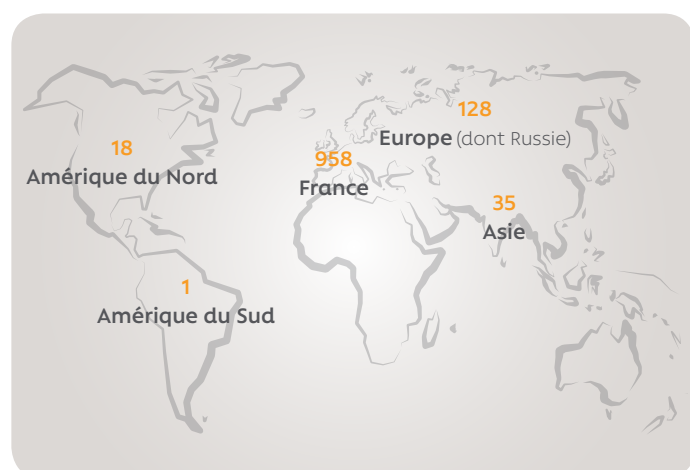 128
Europe (dont Russie)
18
Amérique du Nord
958
France
35
Asie
1
Amérique du Sud